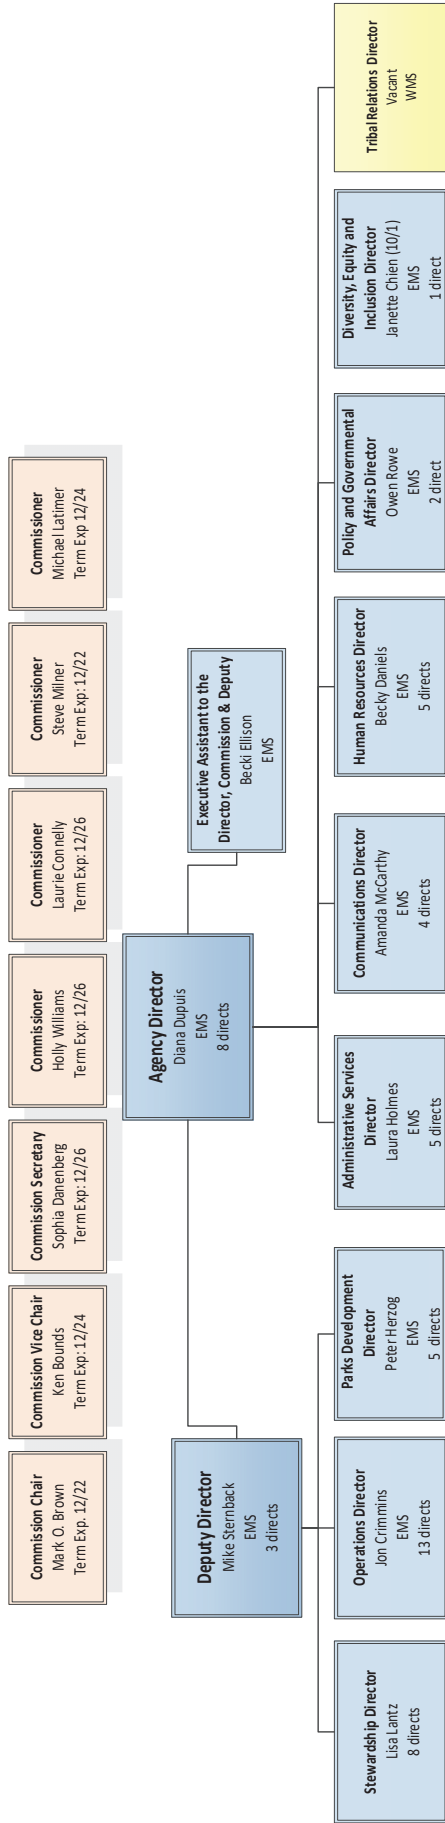 Commission Chair
Mark O. Brown
Term Exp. 12/22
Commission Vice Chair
Ken Bounds
Term Exp: 12/24
Commission Secretary
Sophia Danenberg
Term Exp: 12/26
Commissioner
Holly Williams
Term Exp: 12/26
Commissioner
Laurie Connelly
Term Exp: 12/26
Commissioner
Steve Milner
Term Exp: 12/22
Commissioner
Michael Latimer
Term Exp 12/24
Agency Director
Diana Dupuis
EMS
8 directs
Executive Assistant to the
Director, Commission & Deputy
Becki Ellison
EMS
Deputy Director
Mike Sternback
EMS
3 directs
Stewardship Director
Lisa Lantz
8 directs
Operations Director
Jon Crimmins
EMS
13 directs
Parks Development
Director
Peter Herzog
EMS
5 directs
Administrative Services
Director
Laura Holmes
EMS
5 directs
Communications Director
Amanda McCarthy
EMS
4 directs
Human Resources Director
Becky Daniels
EMS
5 directs
Policy and Governmental
Affairs Director
Owen Rowe
EMS
2 direct
Diversity, Equity and
Inclusion Director
Janette Chien (10/1)
EMS
1 direct
Tribal Relations Director
Vacant
WMS